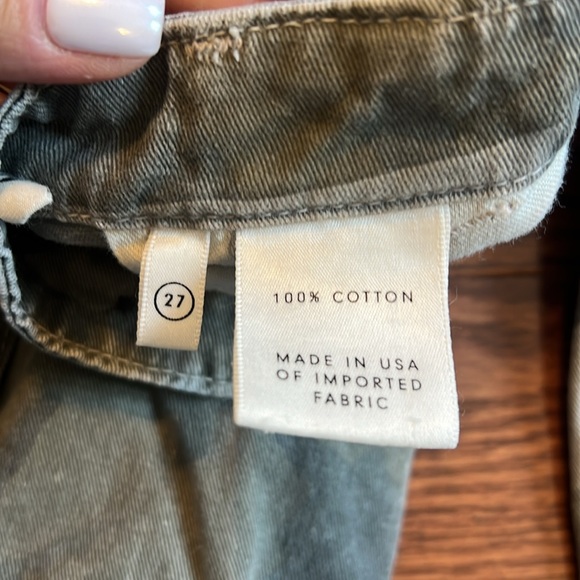 27
100% COTTON
MADE IN USA
OF IMPORTED
FABRIC